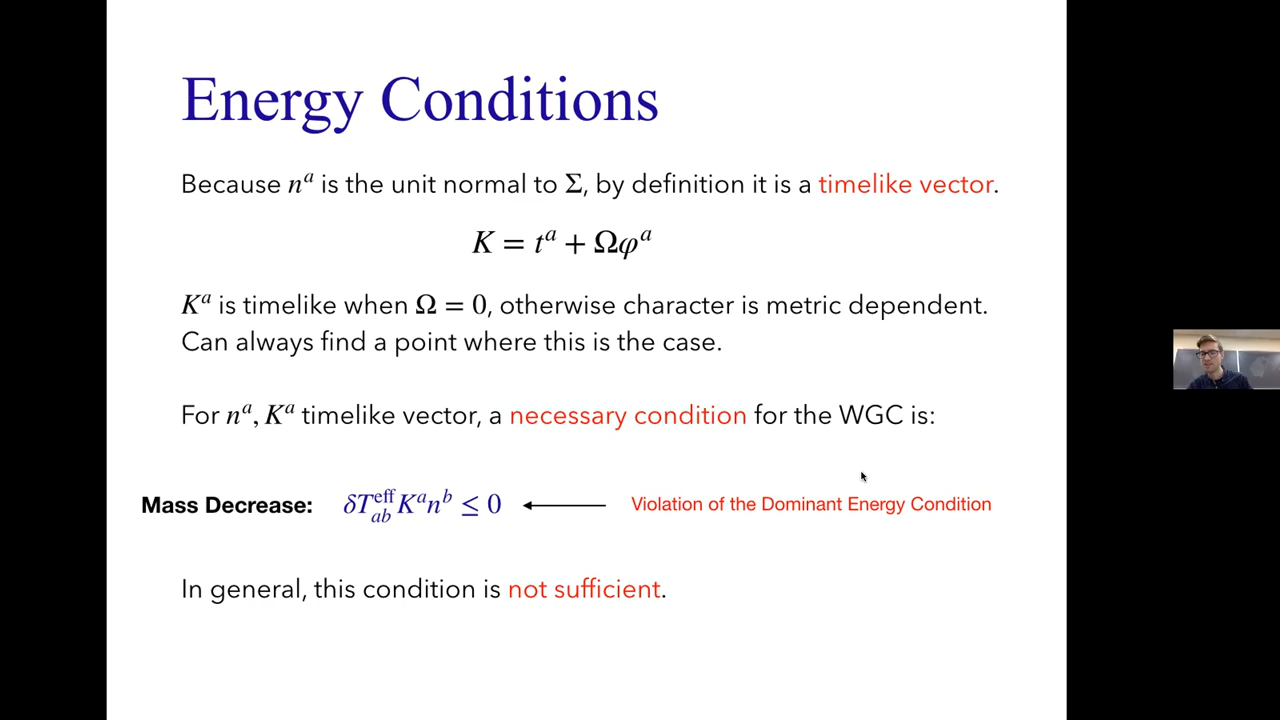 Energy Conditions
Because nᵃ is the unit normal to Σ, by definition it is a timelike vector.
K = tᵃ + Ωφᵃ
Kᵃ is timelike when Ω = 0, otherwise character is metric dependent.
Can always find a point where this is the case.
For nᵃ, Kᵃ timelike vector, a necessary condition for the WGC is:
Mass Decrease: δT_{ab}^{eff} Kᵃnᵇ ≤ 0 ← Violation of the Dominant Energy Condition
In general, this condition is not sufficient.